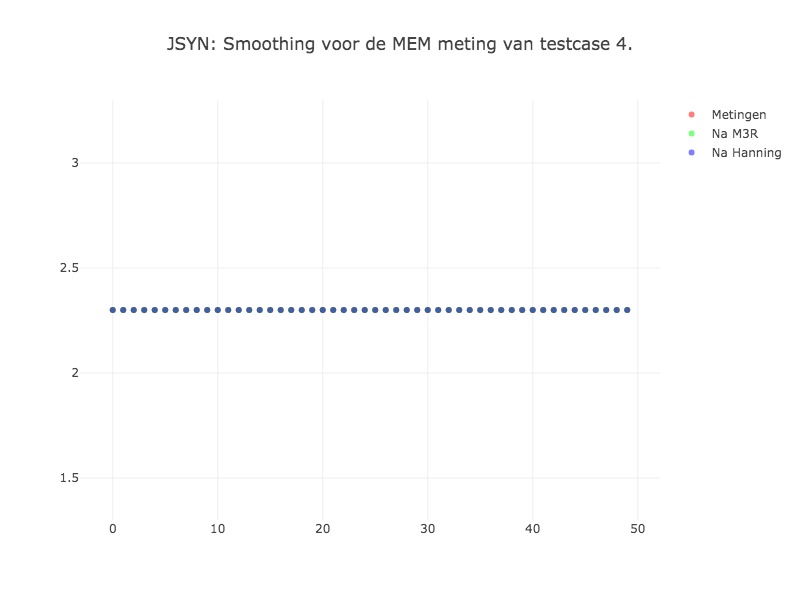 JSYN: Smoothing voor de MEM meting van testcase 4.
Metingen
Na M3R
Na Hanning
3
2.5
2
1.5
0 10 20 30 40 50